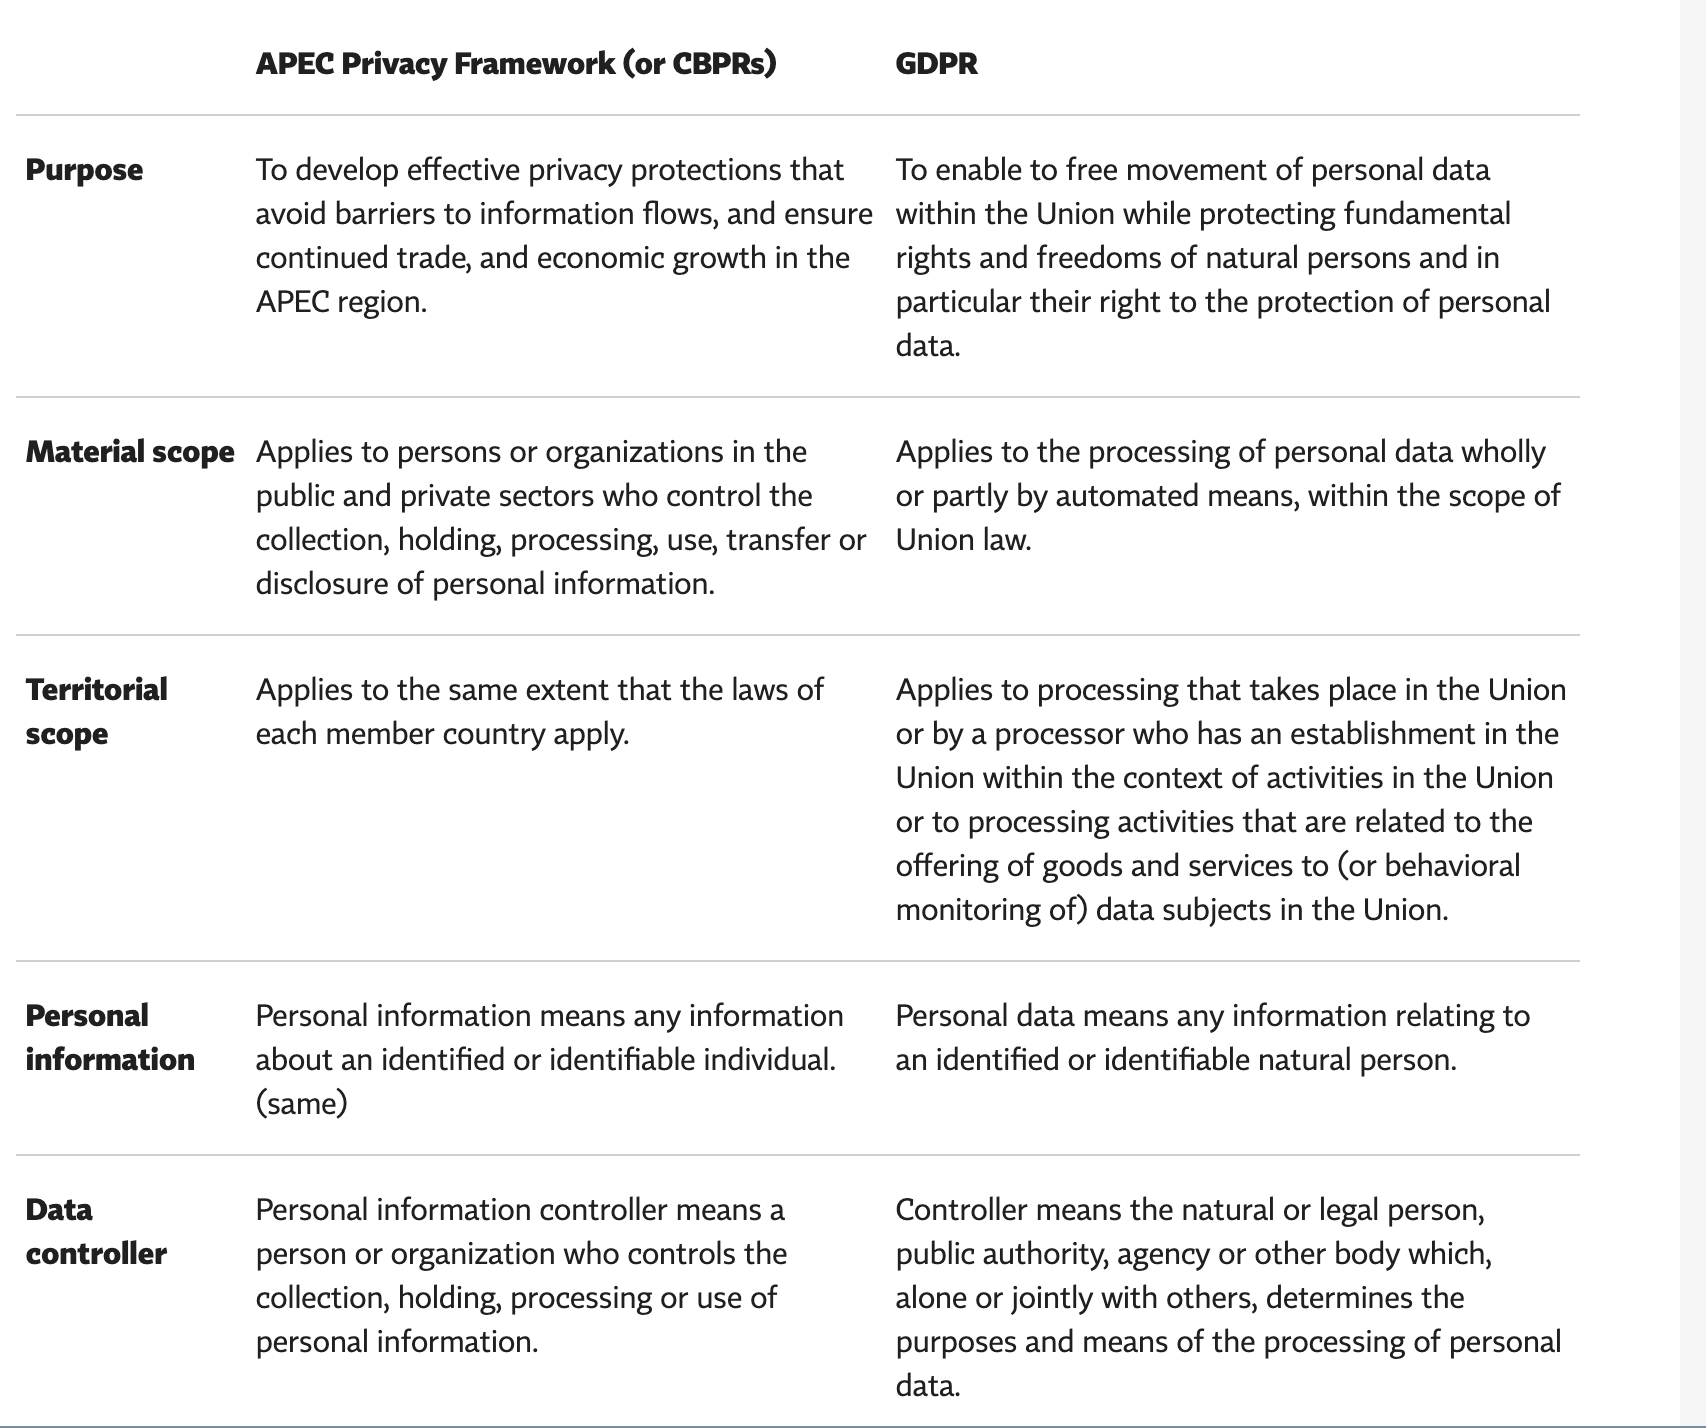 APEC Privacy Framework (or CBPRs)
GDPR
Purpose
To develop effective privacy protections that
avoid barriers to information flows, and ensure
continued trade, and economic growth in the
APEC region.
To enable to free movement of personal data
within the Union while protecting fundamental
rights and freedoms of natural persons and in
particular their right to the protection of personal
data.
Material scope
Applies to persons or organizations in the
public and private sectors who control the
collection, holding, processing, use, transfer or
disclosure of personal information.
Applies to the processing of personal data wholly
or partly by automated means, within the scope of
Union law.
Territorial
scope
Applies to the same extent that the laws of
each member country apply.
Applies to processing that takes place in the Union
or by a processor who has an establishment in the
Union within the context of activities in the Union
or to processing activities that are related to the
offering of goods and services to (or behavioral
monitoring of) data subjects in the Union.
Personal
information
Personal information means any information
about an identified or identifiable individual.
(same)
Personal data means any information relating to
an identified or identifiable natural person.
Data
controller
Personal information controller means a
person or organization who controls the
collection, holding, processing or use of
personal information.
Controller means the natural or legal person,
public authority, agency or other body which,
alone or jointly with others, determines the
purposes and means of the processing of personal
data.